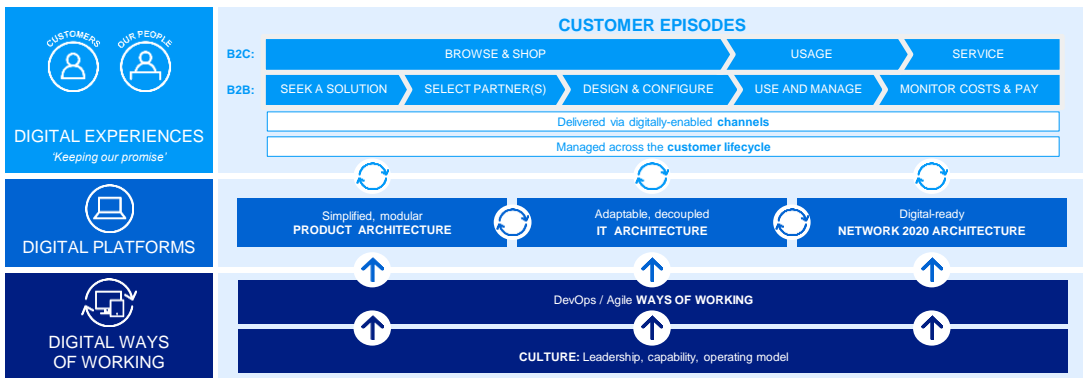 CUSTOMERS
OUR PEOPLE
DIGITAL EXPERIENCES
'Keeping our promise'
CUSTOMER EPISODES
B2C:
BROWSE & SHOP
USAGE
SERVICE
B2B:
SEEK A SOLUTION
SELECT PARTNER(S)
DESIGN & CONFIGURE
USE AND MANAGE
MONITOR COSTS & PAY
Delivered via digitally-enabled channels
Managed across the customer lifecycle
DIGITAL PLATFORMS
Simplified, modular
PRODUCT ARCHITECTURE
Adaptable, decoupled
IT ARCHITECTURE
Digital-ready
NETWORK 2020 ARCHITECTURE
DIGITAL WAYS
OF WORKING
DevOps / Agile WAYS OF WORKING
CULTURE: Leadership, capability, operating model